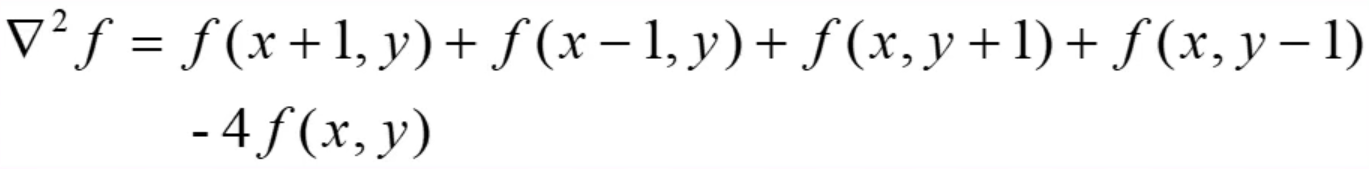 ∇²f = f(x+1, y) + f(x−1, y) + f(x, y+1) + f(x, y−1)
- 4f(x, y)